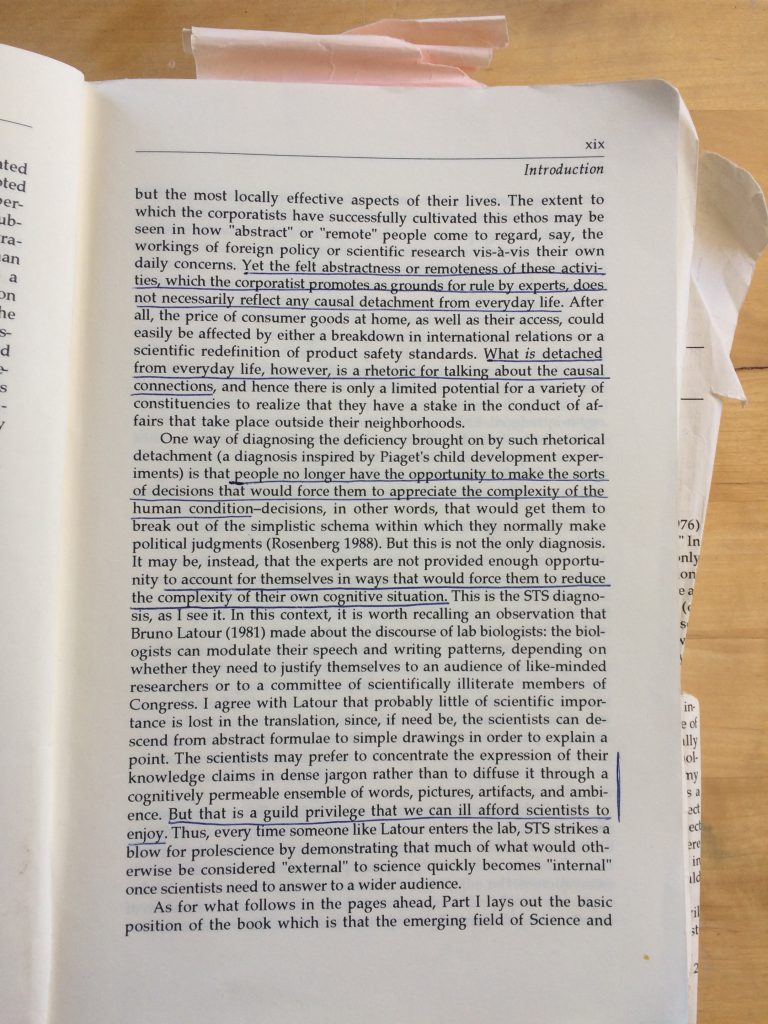 xix
Introduction
but the most locally effective aspects of their lives. The extent to
which the corporatists have successfully cultivated this ethos may be
seen in how "abstract" or "remote" people come to regard, say, the
workings of foreign policy or scientific research vis-à-vis their own
daily concerns. Yet the felt abstractness or remoteness of these activi-
ties, which the corporatist promotes as grounds for rule by experts, does
not necessarily reflect any causal detachment from everyday life. After
all, the price of consumer goods at home, as well as their access, could
easily be affected by either a breakdown in international relations or a
scientific redefinition of product safety standards. What is detached
from everyday life, however, is a rhetoric for talking about the causal
connections, and hence there is only a limited potential for a variety of
constituencies to realize that they have a stake in the conduct of af-
fairs that take place outside their neighborhoods.
One way of diagnosing the deficiency brought on by such rhetorical
detachment (a diagnosis inspired by Piaget's child development exper-
iments) is that people no longer have the opportunity to make the sorts
of decisions that would force them to appreciate the complexity of the
human condition–decisions, in other words, that would get them to
break out of the simplistic schema within which they normally make
political judgments (Rosenberg 1988). But this is not the only diagnosis.
It may be, instead, that the experts are not provided enough opportu-
nity to account for themselves in ways that would force them to reduce
the complexity of their own cognitive situation. This is the STS diagno-
sis, as I see it. In this context, it is worth recalling an observation that
Bruno Latour (1981) made about the discourse of lab biologists: the biol-
ogists can modulate their speech and writing patterns, depending on
whether they need to justify themselves to an audience of like-minded
researchers or to a committee of scientifically illiterate members of
Congress. I agree with Latour that probably little of scientific impor-
tance is lost in the translation, since, if need be, the scientists can de-
scend from abstract formulae to simple drawings in order to explain a
point. The scientists may prefer to concentrate the expression of their
knowledge claims in dense jargon rather than to diffuse it through a
cognitively permeable ensemble of words, pictures, artifacts, and ambi-
ence. But that is a guild privilege that we can ill afford scientists to
enjoy. Thus, every time someone like Latour enters the lab, STS strikes a
blow for prolescience by demonstrating that much of what would oth-
erwise be considered "external" to science quickly becomes "internal"
once scientists need to answer to a wider audience.
As for what follows in the pages ahead, Part I lays out the basic
position of the book which is that the emerging field of Science and